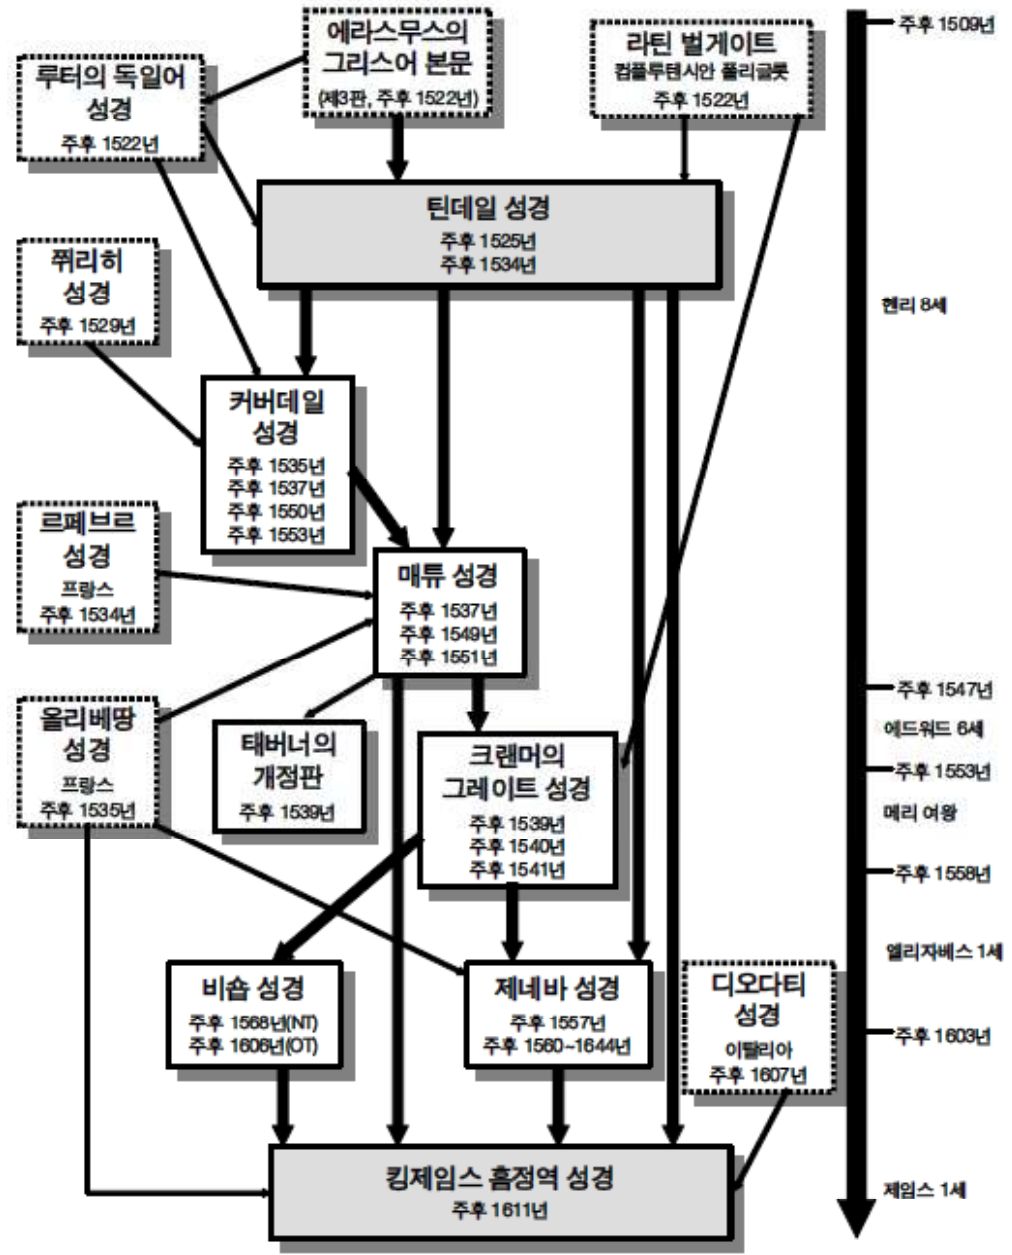 에라스무스의
그리스어 본문
(제3판, 주후 1522년)
라틴 벌게이트
컴플루텐시안 폴리글롯
주후 1522년
주후 1509년
루터의 독일어
성경
주후 1522년
틴데일 성경
주후 1525년
주후 1534년
쮜리히
성경
주후 1529년
헨리 8세
커버데일
성경
주후 1535년
주후 1537년
주후 1550년
주후 1553년
르페브르
성경
프랑스
주후 1534년
매튜 성경
주후 1537년
주후 1549년
주후 1551년
주후 1547년
올리베땅
성경
프랑스
주후 1535년
태버너의
개정판
주후 1539년
크랜머의
그레이트 성경
주후 1539년
주후 1540년
주후 1541년
에드워드 6세
주후 1553년
메리 여왕
주후 1558년
엘리자베스 1세
비숍 성경
주후 1568년(NT)
주후 1606년(OT)
제네바 성경
주후 1557년
주후 1560~1644년
디오다티
성경
이탈리아
주후 1607년
주후 1603년
킹제임스 흠정역 성경
주후 1611년
제임스 1세